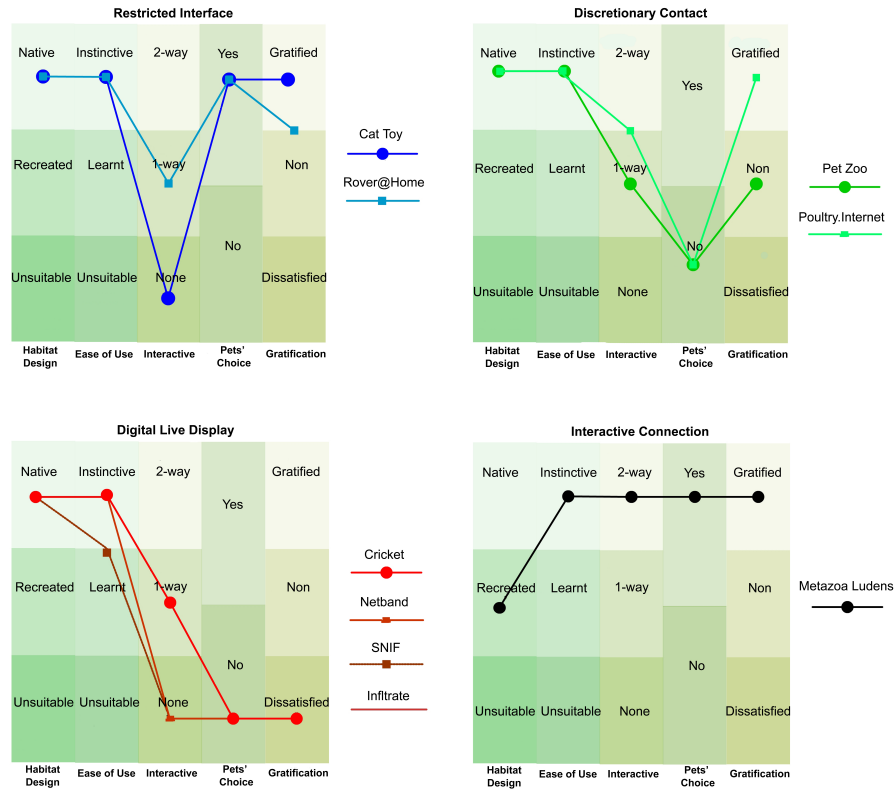 Restricted Interface
Native Instinctive 2-way Yes Gratified
Recreated Learnt 1-way Non
No
Unsuitable Unsuitable None Dissatisfied
Habitat Design Ease of Use Interactive Pets' Choice Gratification
Cat Toy
Rover@Home
Discretionary Contact
Native Instinctive 2-way Gratified
Yes
Recreated Learnt 1-way Non
No
Unsuitable Unsuitable None Dissatisfied
Habitat Design Ease of Use Interactive Pets' Choice Gratification
Pet Zoo
Poultry.Internet
Digital Live Display
Native Instinctive 2-way Gratified
Yes
Recreated Learnt 1-way Non
No
Unsuitable Unsuitable None Dissatisfied
Habitat Design Ease of Use Interactive Pets' Choice Gratification
Cricket
Netband
SNIF
Infltrate
Interactive Connection
Native Instinctive 2-way Yes Gratified
Recreated Learnt 1-way Non
No
Unsuitable Unsuitable None Dissatisfied
Habitat Design Ease of Use Interactive Pets' Choice Gratification
Metazoa Ludens